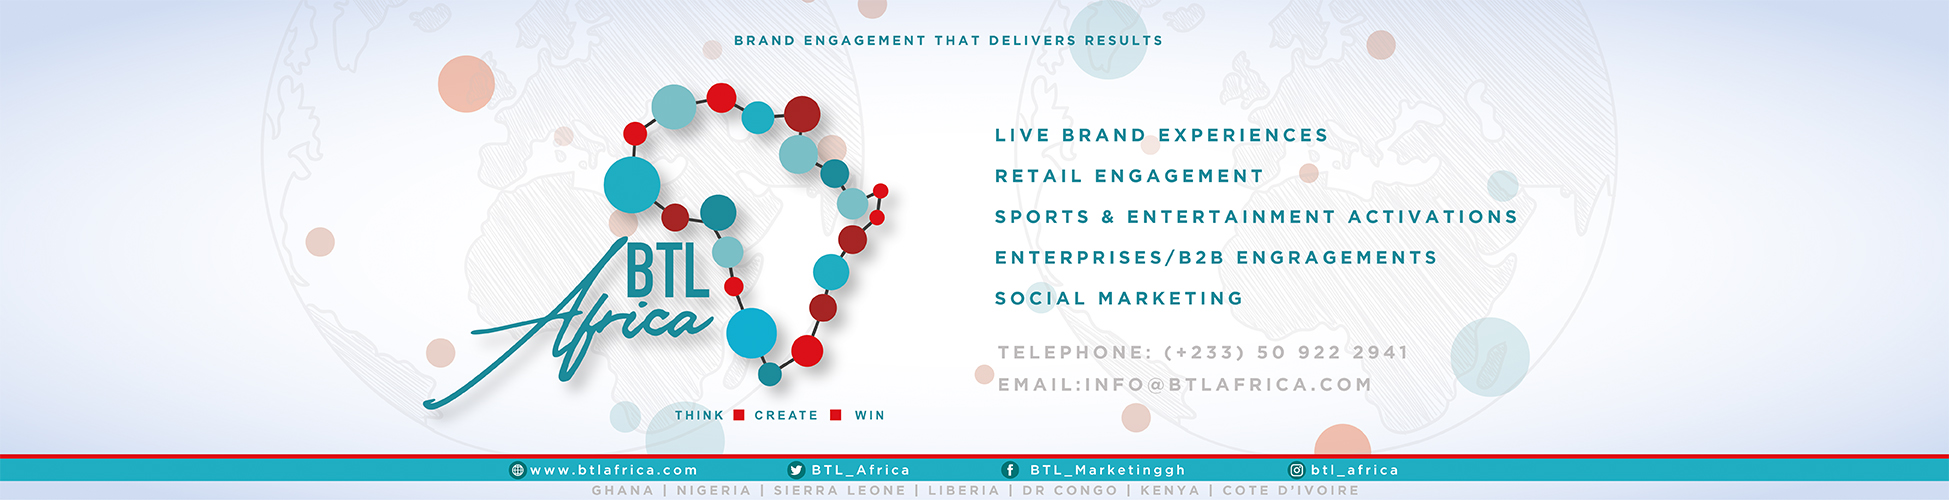 BRAND ENGAGEMENT THAT DELIVERS RESULTS
BTL
Africa
THINK CREATE WIN
LIVE BRAND EXPERIENCES
RETAIL ENGAGEMENT
SPORTS & ENTERTAINMENT ACTIVATIONS
ENTERPRISES/B2B ENGRAGEMENTS
SOCIAL MARKETING
TELEPHONE: (+233) 50 922 2941
EMAIL:INFO@BTLAFRICA.COM
www.btlafrica.com BTL_Africa BTL_Marketinggh btl_africa
GHANA | NIGERIA | SIERRA LEONE | LIBERIA | DR CONGO | KENYA | COTE D'IVOIRE